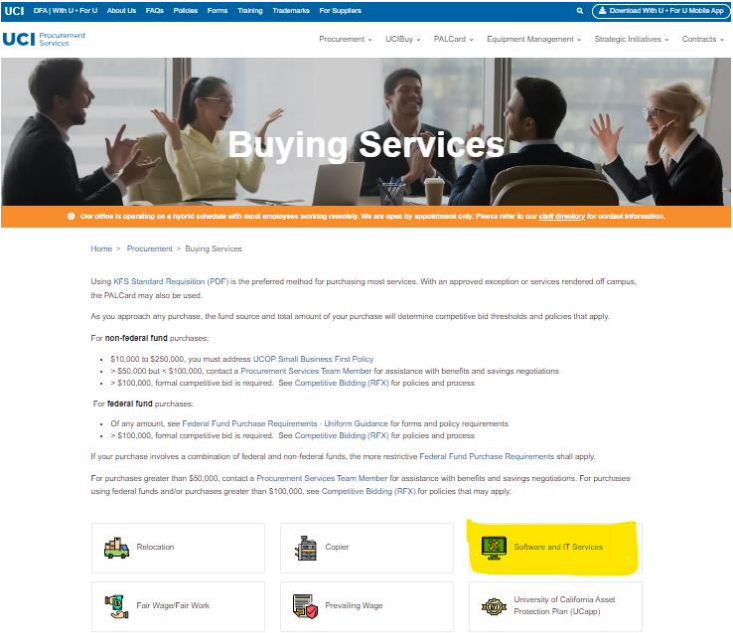 UCI DFA | With U • For U About Us FAQs Policies Forms Training Trademarks For Suppliers Download With U • For U Mobile App
UCI Procurement Services
Procurement UCIBuy PALCard Equipment Management Strategic Initiatives Contracts
Buying Services
Our office is operating on a hybrid schedule with most employees working remotely. We are open by appointment only. Please refer to our staff directory for contact information.
Home > Procurement > Buying Services
Using KFS Standard Requisition (PDF) is the preferred method for purchasing most services. With an approved exception or services rendered off campus,
the PALCard may also be used.
As you approach any purchase, the fund source and total amount of your purchase will determine competitive bid thresholds and policies that apply.
For non-federal fund purchases:
• $10,000 to $250,000, you must address UCOP Small Business First Policy
• > $50,000 but < $100,000, contact a Procurement Services Team Member for assistance with benefits and savings negotiations
• > $100,000, formal competitive bid is required. See Competitive Bidding (RFX) for policies and process
For federal fund purchases:
• Of any amount, see Federal Fund Purchase Requirements - Uniform Guidance for forms and policy requirements
• > $100,000, formal competitive bid is required. See Competitive Bidding (RFX) for policies and process
If your purchase involves a combination of federal and non-federal funds, the more restrictive Federal Fund Purchase Requirements shall apply.
For purchases greater than $50,000, contact a Procurement Services Team Member for assistance with benefits and savings negotiations. For purchases
using federal funds and/or purchases greater than $100,000, see Competitive Bidding (RFX) for policies that may apply.
Relocation
Copier
Software and IT Services
Fair Wage/Fair Work
Prevailing Wage
University of California Asset
Protection Plan (UCapp)